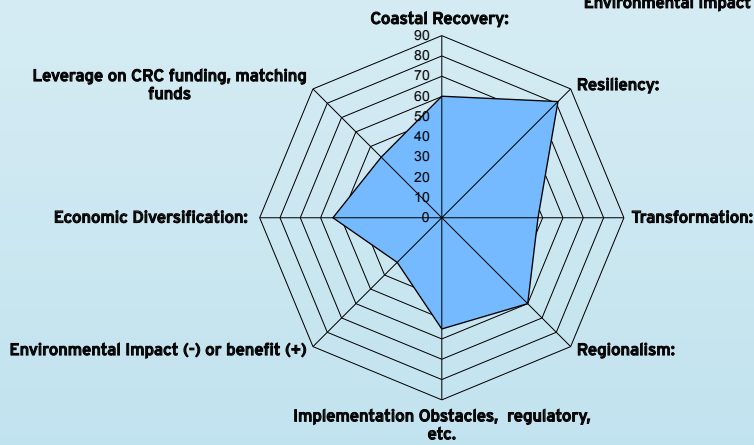 Environmental Impact
Coastal Recovery:
90
80
70
60
50
40
30
20
10
0
Leverage on CRC funding, matching
funds
Resiliency:
Economic Diversification:
Transformation:
Environmental Impact (-) or benefit (+)
Regionalism:
Implementation Obstacles, regulatory,
etc.